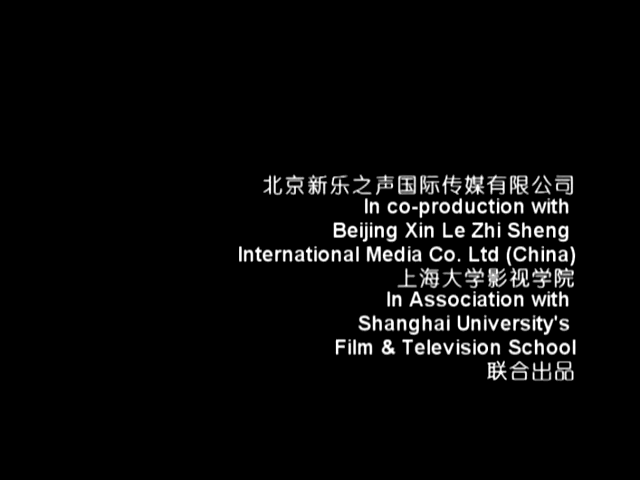 北京新乐之声国际传媒有限公司
In co-production with
Beijing Xin Le Zhi Sheng
International Media Co. Ltd (China)
上海大学影视学院
In Association with
Shanghai University's
Film & Television School
联合出品